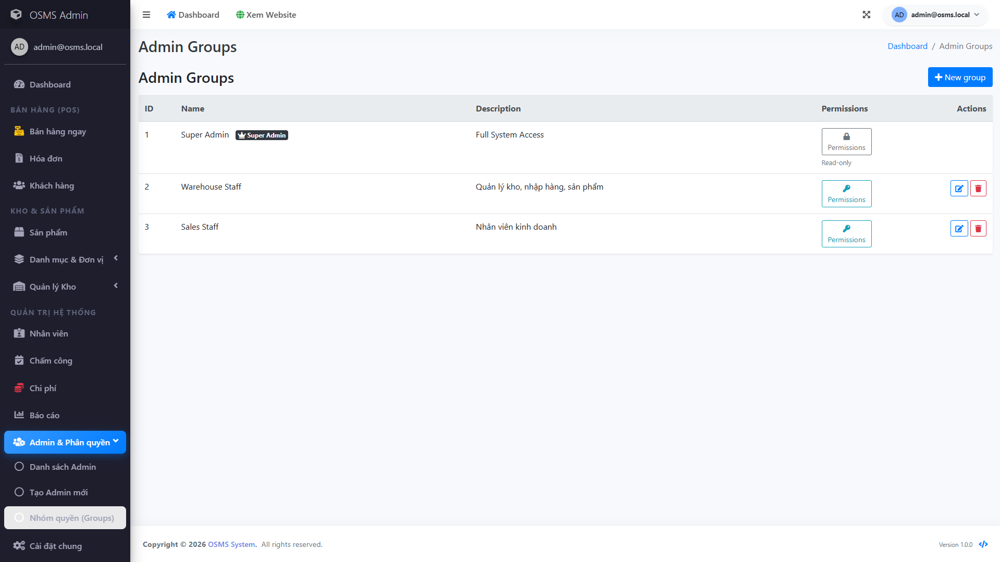 OSMS Admin
AD admin@osms.local
Dashboard
BÁN HÀNG (POS)
Bán hàng ngay
Hóa đơn
Khách hàng
KHO & SẢN PHẨM
Sản phẩm
Danh mục & Đơn vị
Quản lý Kho
QUẢN TRỊ HỆ THỐNG
Nhân viên
Chấm công
Chi phí
Báo cáo
Admin & Phân quyền
Danh sách Admin
Tạo Admin mới
Nhóm quyền (Groups)
Cài đặt chung
Dashboard Xem Website AD admin@osms.local
Admin Groups Dashboard / Admin Groups
Admin Groups New group
ID Name Description Permissions Actions
1 Super Admin Super Admin Full System Access Permissions
Read-only
2 Warehouse Staff Quản lý kho, nhập hàng, sản phẩm Permissions
3 Sales Staff Nhân viên kinh doanh Permissions
Copyright © 2026 OSMS System. All rights reserved. Version 1.0.0